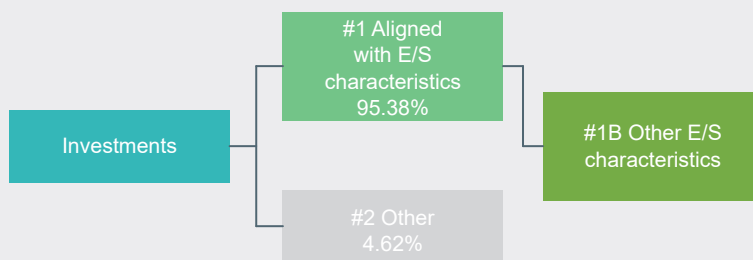 Investments
#1 Aligned
with E/S
characteristics
95.38%
#2 Other
4.62%
#1B Other E/S
characteristics